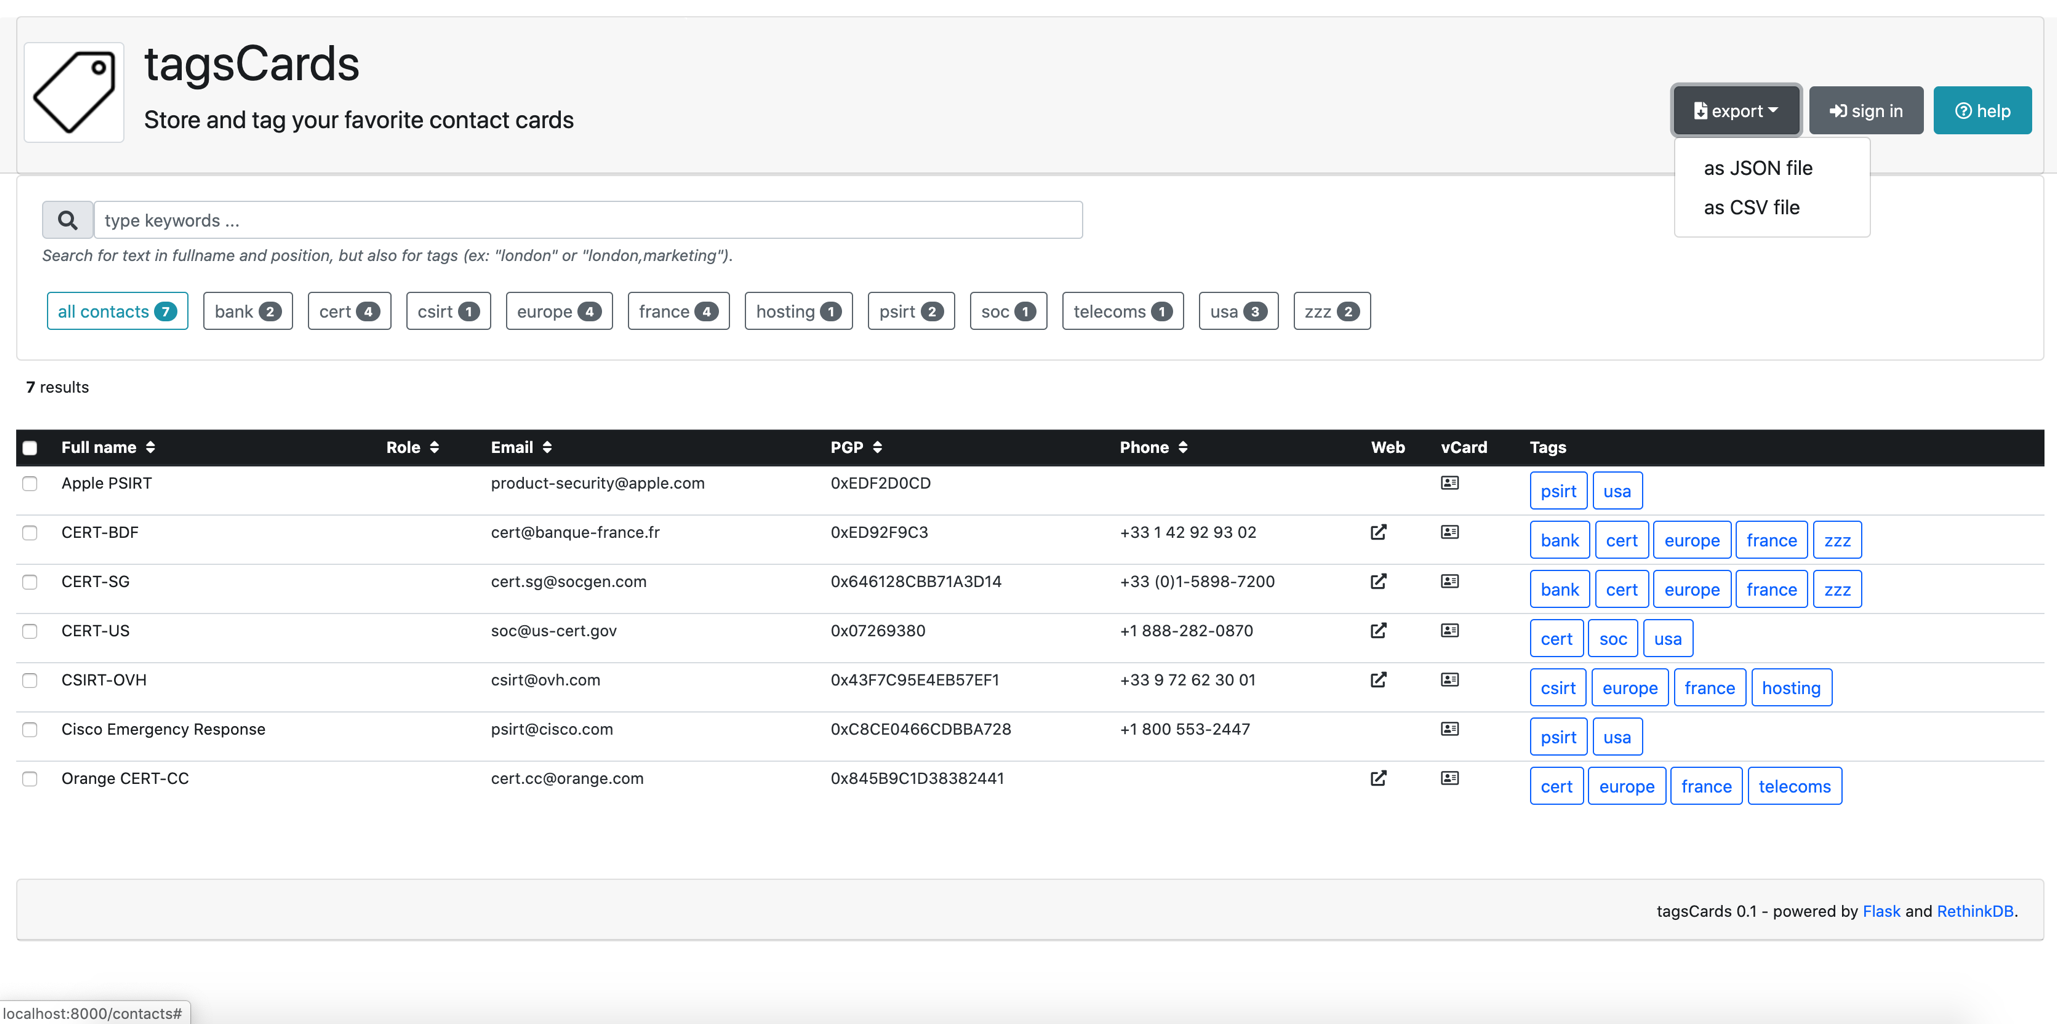 tagsCards
Store and tag your favorite contact cards
export sign in help
as JSON file
as CSV file
type keywords ...
Search for text in fullname and position, but also for tags (ex: "london" or "london,marketing").
all contacts 7 bank 2 cert 4 csirt 1 europe 4 france 4 hosting 1 psirt 2 soc 1 telecoms 1 usa 3 zzz 2
7 results
Full name Role Email PGP Phone Web vCard Tags
Apple PSIRT product-security@apple.com 0xEDF2D0CD psirt usa
CERT-BDF cert@banque-france.fr 0xED92F9C3 +33 1 42 92 93 02 bank cert europe france zzz
CERT-SG cert.sg@socgen.com 0x646128CBB71A3D14 +33 (0)1-5898-7200 bank cert europe france zzz
CERT-US soc@us-cert.gov 0x07269380 +1 888-282-0870 cert soc usa
CSIRT-OVH csirt@ovh.com 0x43F7C95E4EB57EF1 +33 9 72 62 30 01 csirt europe france hosting
Cisco Emergency Response psirt@cisco.com 0xC8CE0466CDBBA728 +1 800 553-2447 psirt usa
Orange CERT-CC cert.cc@orange.com 0x845B9C1D38382441 cert europe france telecoms
tagsCards 0.1 - powered by Flask and RethinkDB.
localhost:8000/contacts#